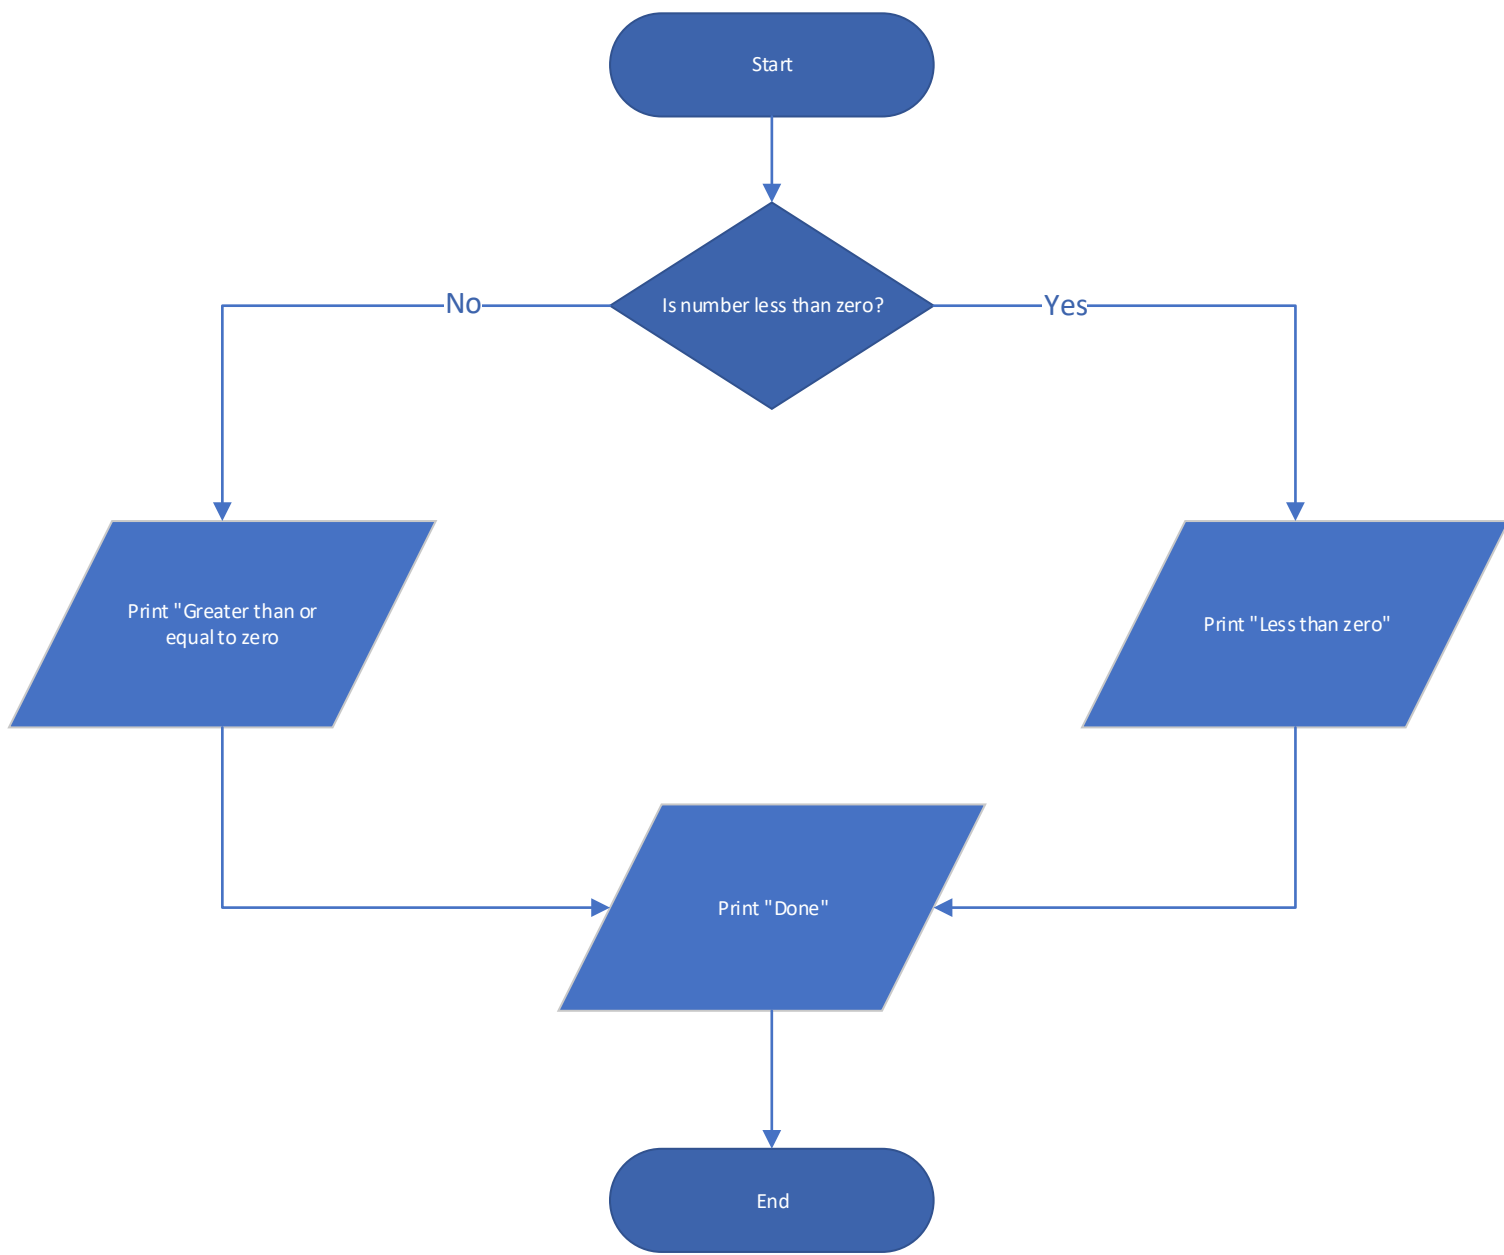 Start
Is number less than zero?
No
Yes
Print "Greater than or
equal to zero
Print "Less than zero"
Print "Done"
End